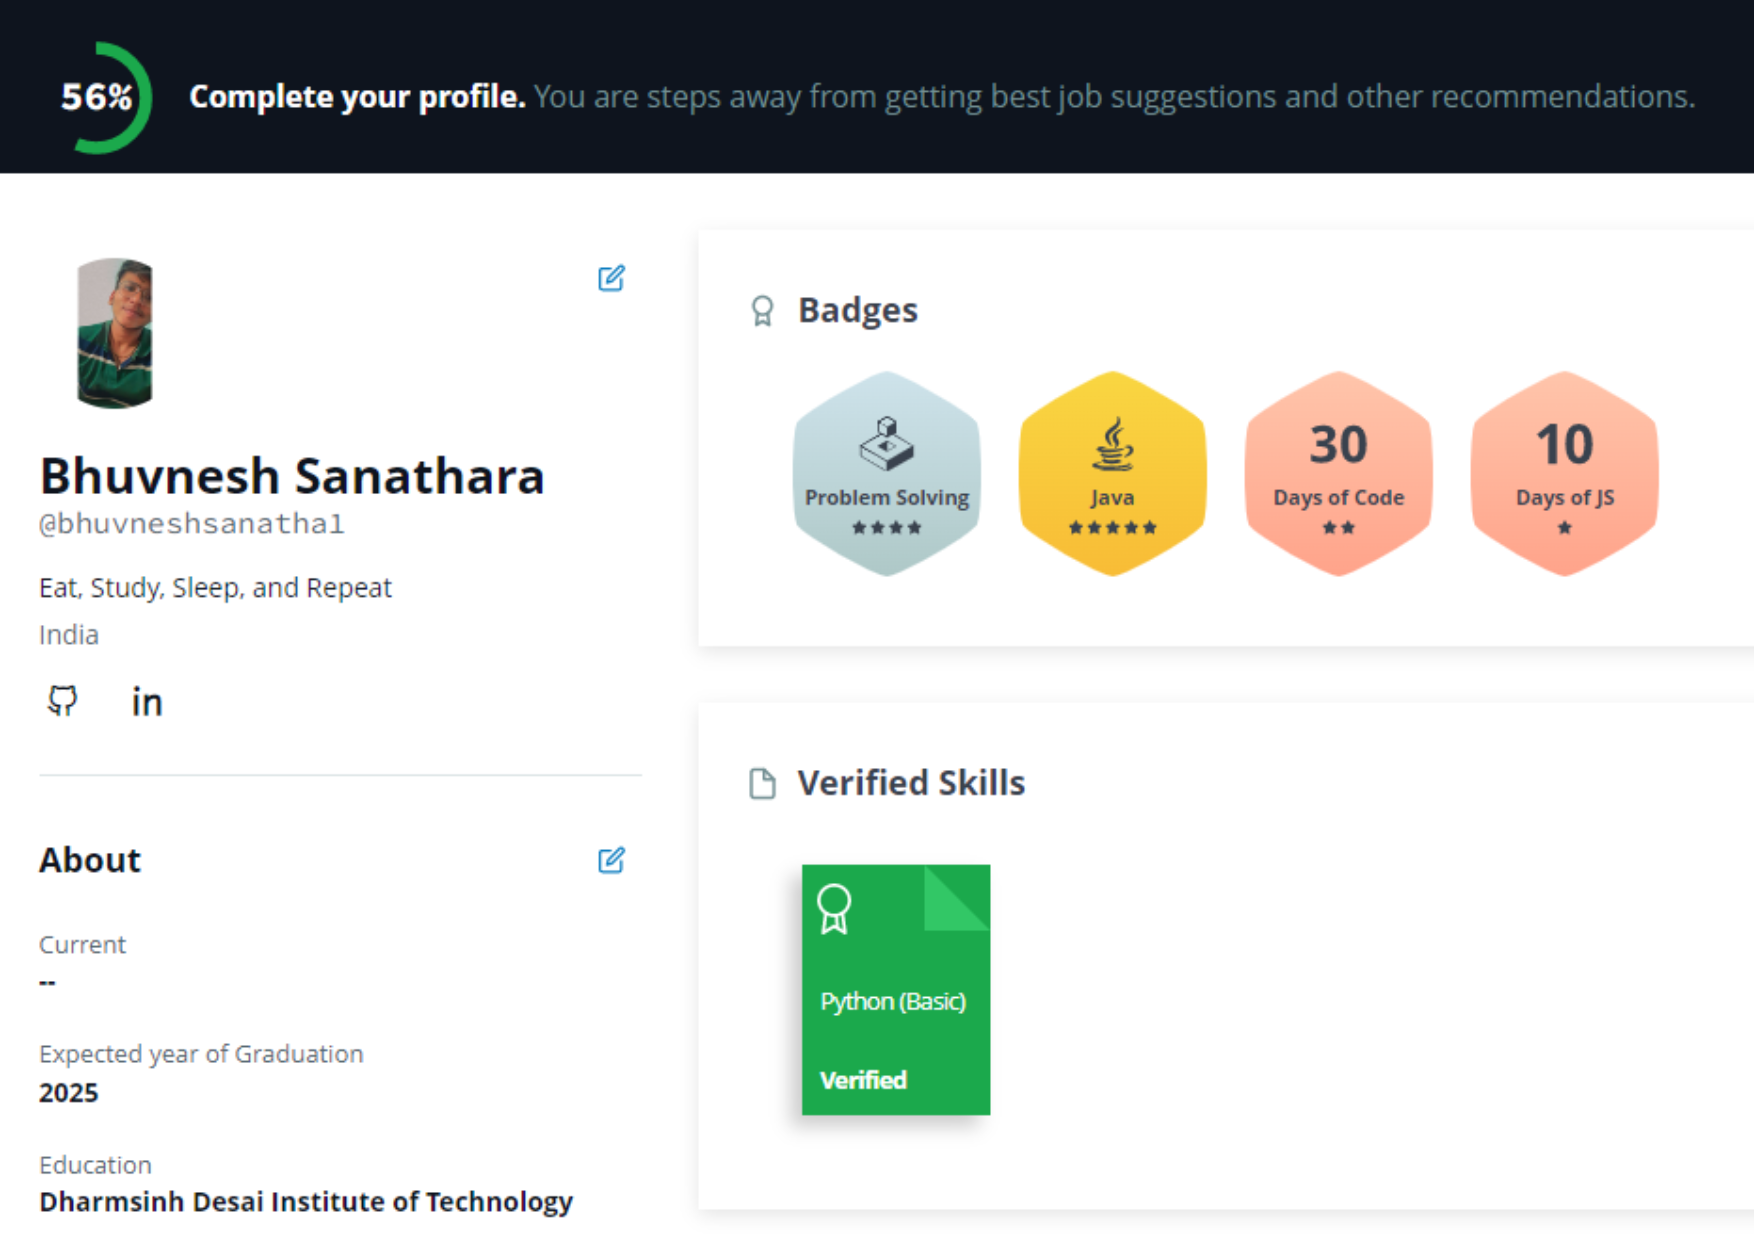 56%
Complete your profile. You are steps away from getting best job suggestions and other recommendations.
Bhuvnesh Sanathara
@bhuvneshsanatha1
Eat, Study, Sleep, and Repeat
India
in
About
Current
--
Expected year of Graduation
2025
Education
Dharmsinh Desai Institute of Technology
Badges
Problem Solving
Java
30
Days of Code
10
Days of JS
Verified Skills
Python (Basic)
Verified